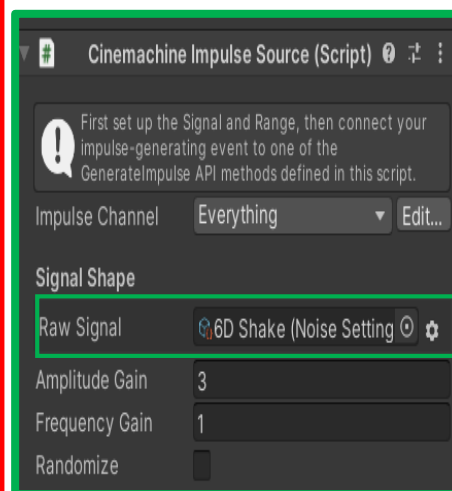 Cinemachine Impulse Source (Script)
First set up the Signal and Range, then connect your
impulse-generating event to one of the
GenerateImpulse API methods defined in this script.
Impulse Channel Everything Edit...
Signal Shape
Raw Signal 6D Shake (Noise Setting
Amplitude Gain 3
Frequency Gain 1
Randomize